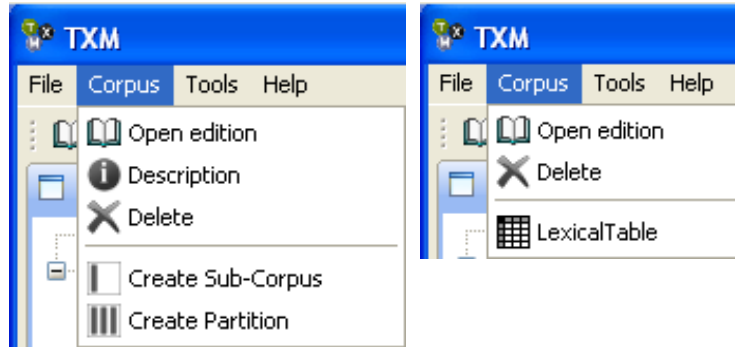 TXM
File Corpus Tools Help
Open edition
Description
Delete
Create Sub-Corpus
Create Partition
TXM
File Corpus Tools Help
Open edition
Delete
LexicalTable